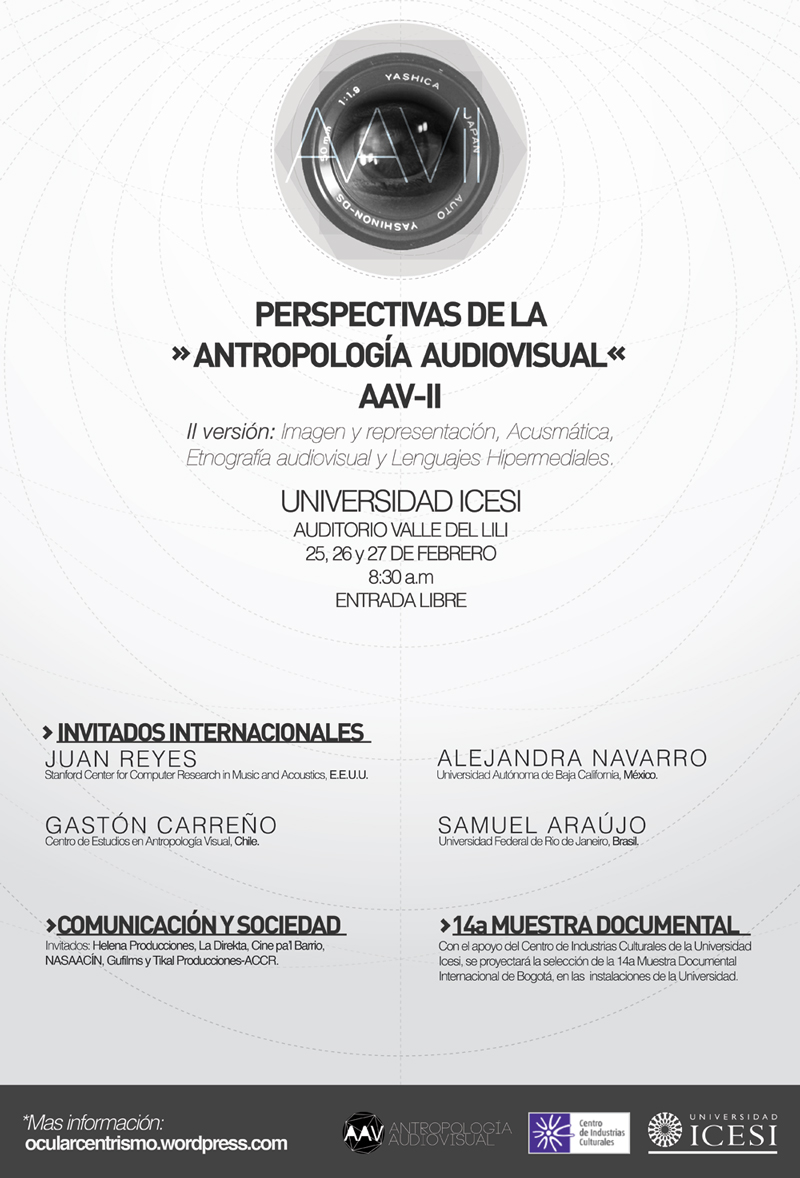 YASHICA
1:1.9
JAPAN
50 mm
AAVII
AUTO
YASHINON-DS
PERSPECTIVAS DE LA
»ANTROPOLOGÍA AUDIOVISUAL«
AAV-II
II versión: Imagen y representación, Acusmática,
Etnografía audiovisual y Lenguajes Hipermediales.
UNIVERSIDAD ICESI
AUDITORIO VALLE DEL LILI
25, 26 y 27 DE FEBRERO
8:30 a.m
ENTRADA LIBRE
> INVITADOS INTERNACIONALES
JUAN REYES
Stanford Center for Computer Research in Music and Acoustics, E.E.U.U.
ALEJANDRA NAVARRO
Universidad Autónoma de Baja California, México.
GASTÓN CARREÑO
Centro de Estudios en Antropología Visual, Chile.
SAMUEL ARAÚJO
Universidad Federal de Rio de Janeiro, Brasil.
>COMUNICACIÓN Y SOCIEDAD
Invitados: Helena Producciones, La Direkta, Cine pa'l Barrio,
NASAACÍN, Gufilms y Tikal Producciones-ACCR.
>14a MUESTRA DOCUMENTAL
Con el apoyo del Centro de Industrias Culturales de la Universidad
Icesi, se proyectará la selección de la 14a Muestra Documental
Internacional de Bogotá, en las instalaciones de la Universidad.
*Mas información:
ocularcentrismo.wordpress.com
AAV
ANTROPOLOGÍA
AUDIOVISUAL
Centro
de Industrias
Culturales
UNIVERSIDAD
ICESI